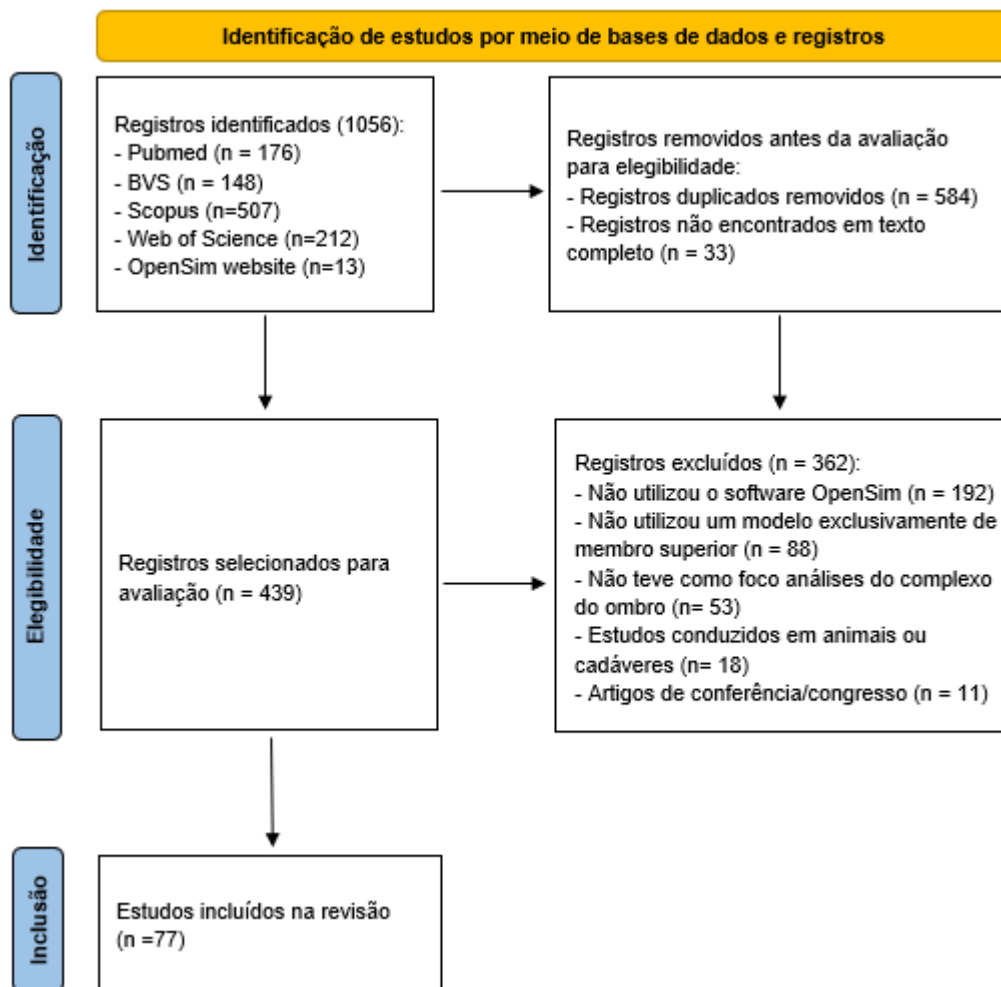 Identificação de estudos por meio de bases de dados e registros
Identificação
Registros identificados (1056):
- Pubmed (n = 176)
- BVS (n = 148)
- Scopus (n=507)
- Web of Science (n=212)
- OpenSim website (n=13)
Registros removidos antes da avaliação
para elegibilidade:
- Registros duplicados removidos (n = 584)
- Registros não encontrados em texto
completo (n = 33)
Elegibilidade
Registros selecionados para
avaliação (n = 439)
Registros excluídos (n = 362):
- Não utilizou o software OpenSim (n = 192)
- Não utilizou um modelo exclusivamente de
membro superior (n = 88)
- Não teve como foco análises do complexo
do ombro (n= 53)
- Estudos conduzidos em animais ou
cadáveres (n= 18)
- Artigos de conferência/congresso (n = 11)
Inclusão
Estudos incluídos na revisão
(n =77)